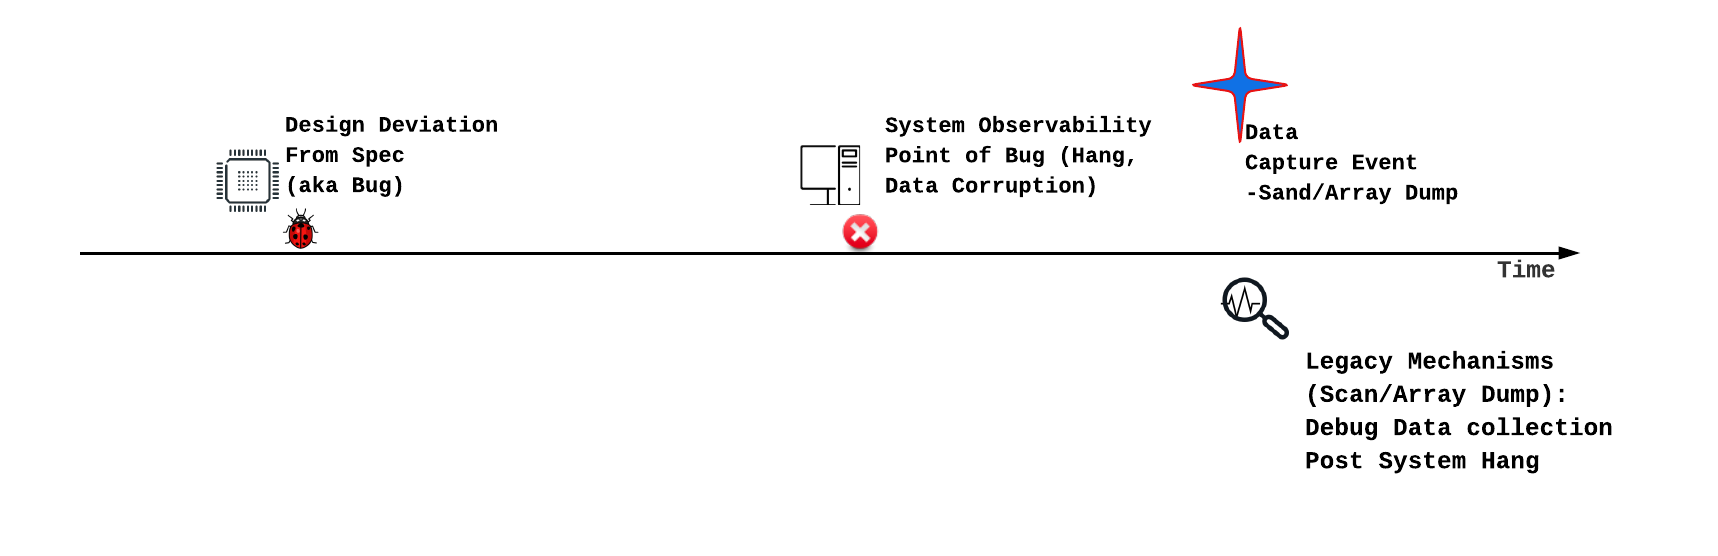 Design Deviation
From Spec
(aka Bug)
System Observability
Point of Bug (Hang,
Data Corruption)
Data
Capture Event
-Sand/Array Dump
Time
Legacy Mechanisms
(Scan/Array Dump):
Debug Data collection
Post System Hang